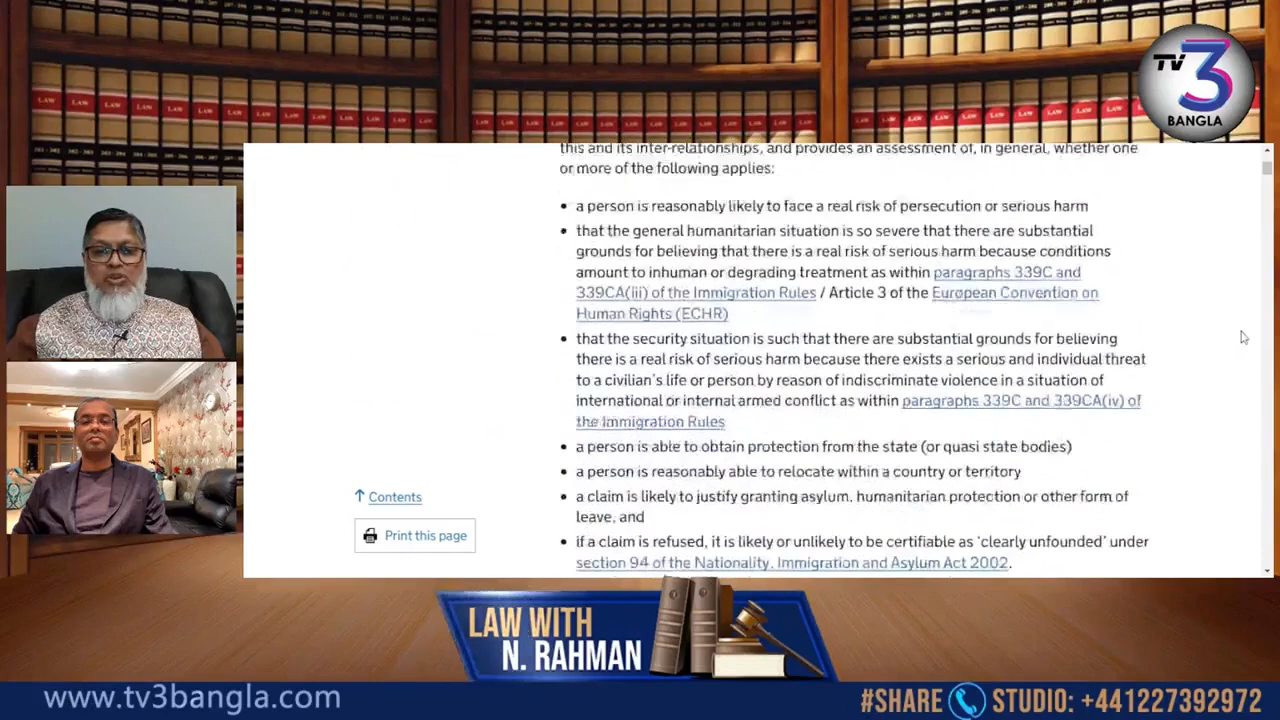 TV3
BANGLA
this and its inter-relationships, and provides an assessment of, in general, whether one
or more of the following applies:
• a person is reasonably likely to face a real risk of persecution or serious harm
• that the general humanitarian situation is so severe that there are substantial
grounds for believing that there is a real risk of serious harm because conditions
amount to inhuman or degrading treatment as within paragraphs 339C and
339CA(iii) of the Immigration Rules / Article 3 of the European Convention on
Human Rights (ECHR)
• that the security situation is such that there are substantial grounds for believing
there is a real risk of serious harm because there exists a serious and individual threat
to a civilian's life or person by reason of indiscriminate violence in a situation of
international or internal armed conflict as within paragraphs 339C and 339CA(iv) of
the Immigration Rules
• a person is able to obtain protection from the state (or quasi state bodies)
• a person is reasonably able to relocate within a country or territory
• a claim is likely to justify granting asylum, humanitarian protection or other form of
leave, and
• if a claim is refused, it is likely or unlikely to be certifiable as ‘clearly unfounded’ under
section 94 of the Nationality, Immigration and Asylum Act 2002.
↑ Contents
Print this page
LAW WITH
N. RAHMAN
www.tv3bangla.com
#SHARE STUDIO: +441227392972